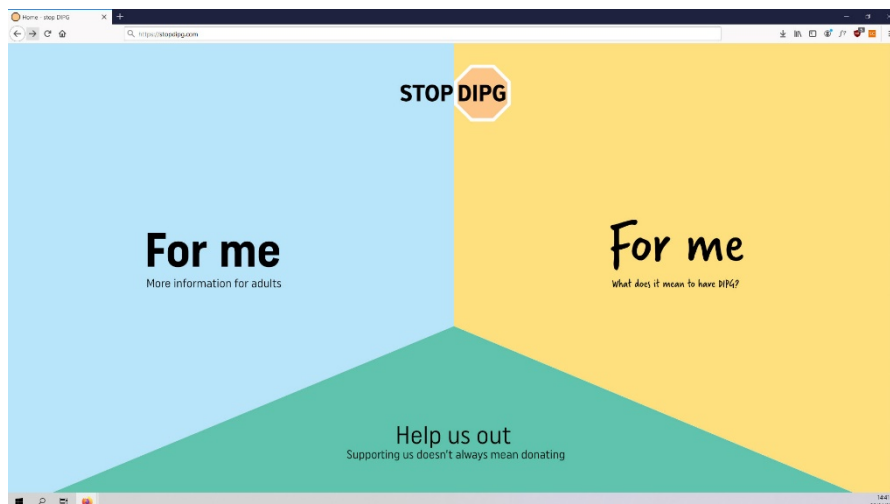 Home - stop DIPG
https://stopdipg.com
STOP DIPG
For me
More information for adults
For me
What does it mean to have DIPG?
Help us out
Supporting us doesn't always mean donating